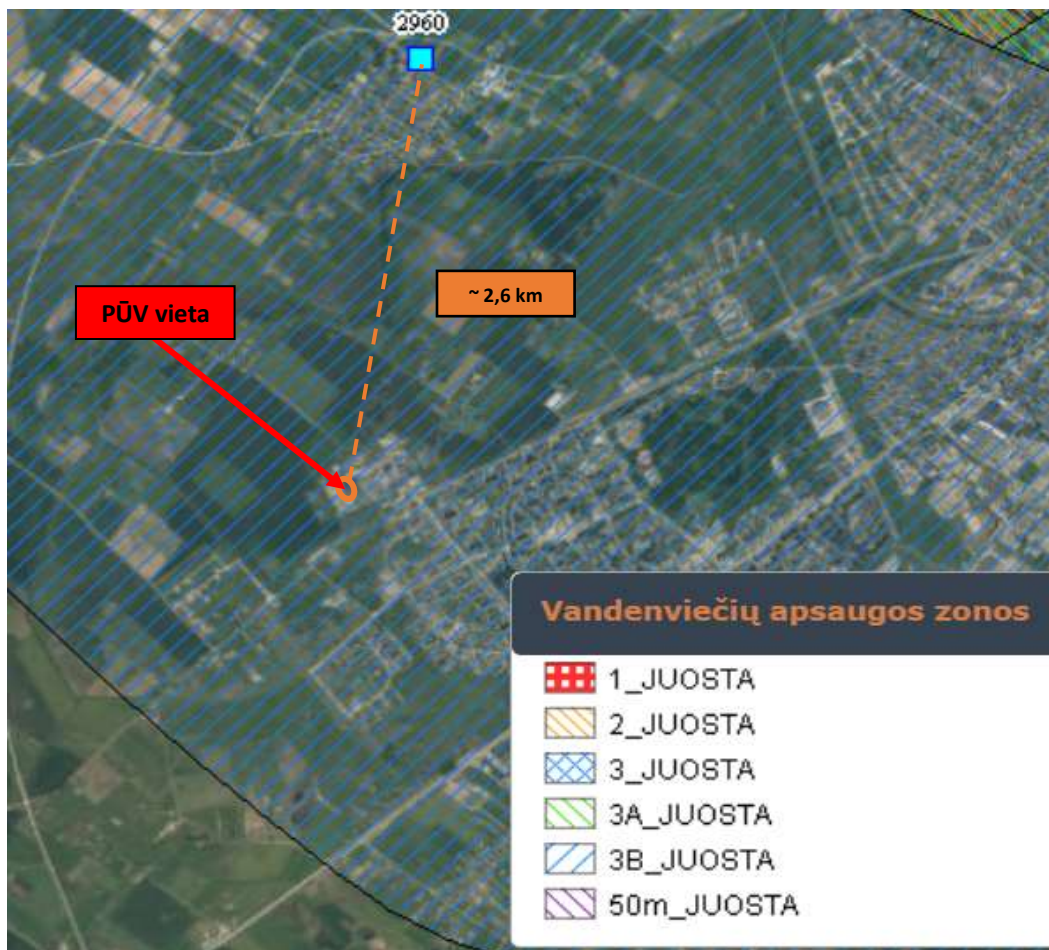 2960
~ 2,6 km
PŪV vieta
Vandenviečių apsaugos zonos
1_JUOSTA
2_JUOSTA
3_JUOSTA
3A_JUOSTA
3B_JUOSTA
50m_JUOSTA